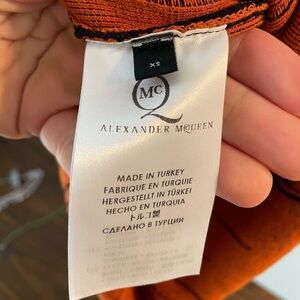 XS
McQ
ALEXANDER McQUEEN
MADE IN TURKEY
FABRIQUE EN TURQUIE
HERGESTELLT IN TÜRKEI
HECHO EN TURQUIA
トルコ製
СДЕЛАНО В ТУРЦИИ